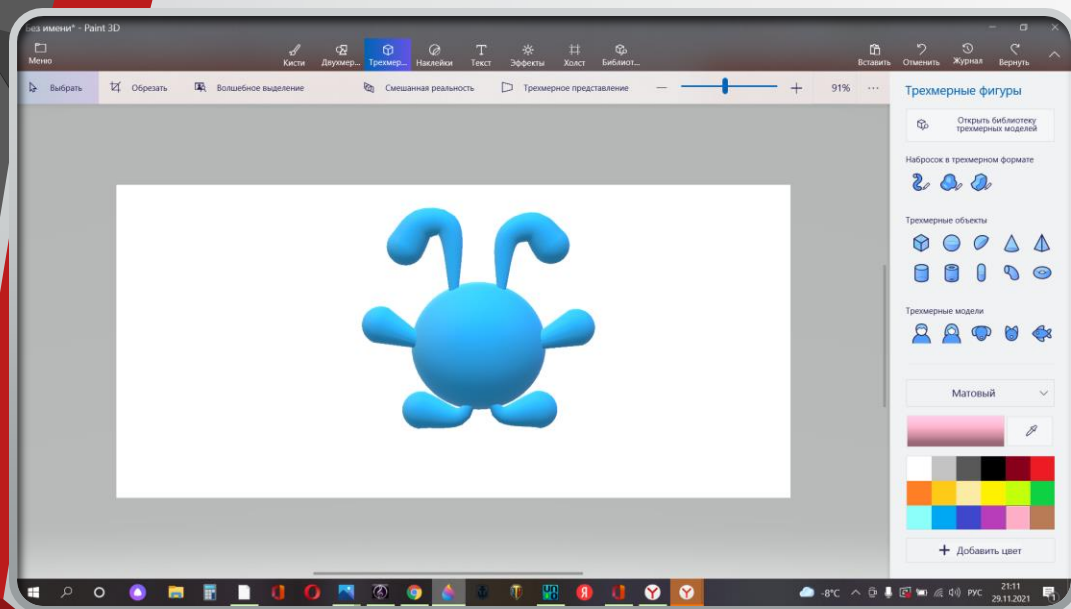 Без имени* - Paint 3D
Меню
Кисти Двухмер... Трехмер... Наклейки Текст Эффекты Холст Библиот...
Вставить Отменить Журнал Вернуть
Выбрать Обрезать Волшебное выделение Смешанная реальность Трехмерное представление 91% ...
Трехмерные фигуры
Открыть библиотеку
трехмерных моделей
Набросок в трехмерном формате
Трехмерные объекты
Трехмерные модели
Матовый
Добавить цвет
-8°C РУС 21:11
29.11.2021